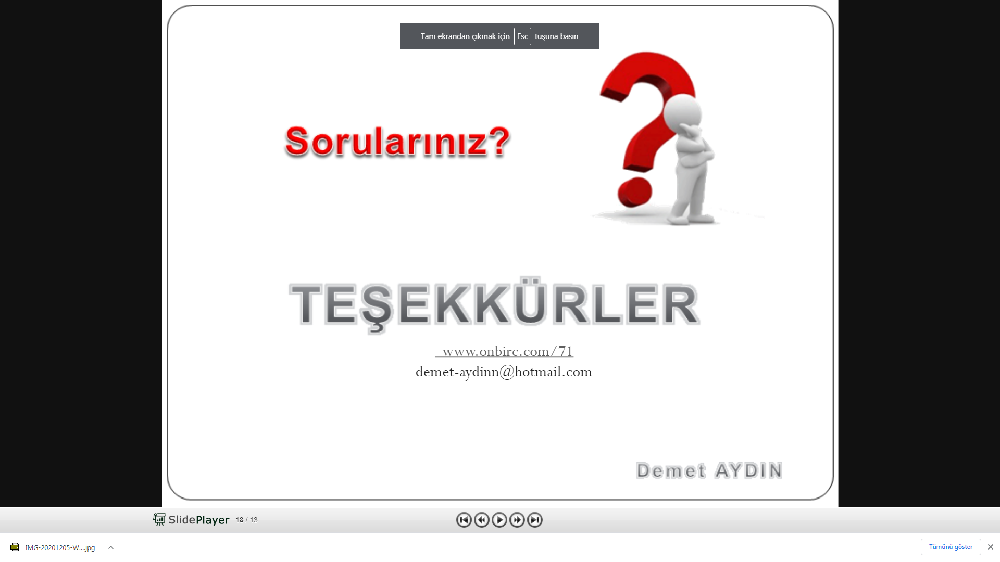 Tam ekrandan çıkmak için Esc tuşuna basın
Sorularınız?
TEŞEKKÜRLER
www.onbirc.com/71
demet-aydinn@hotmail.com
Demet AYDIN
SlidePlayer 13 / 13
IMG-20201205-W....jpg
Tümünü göster